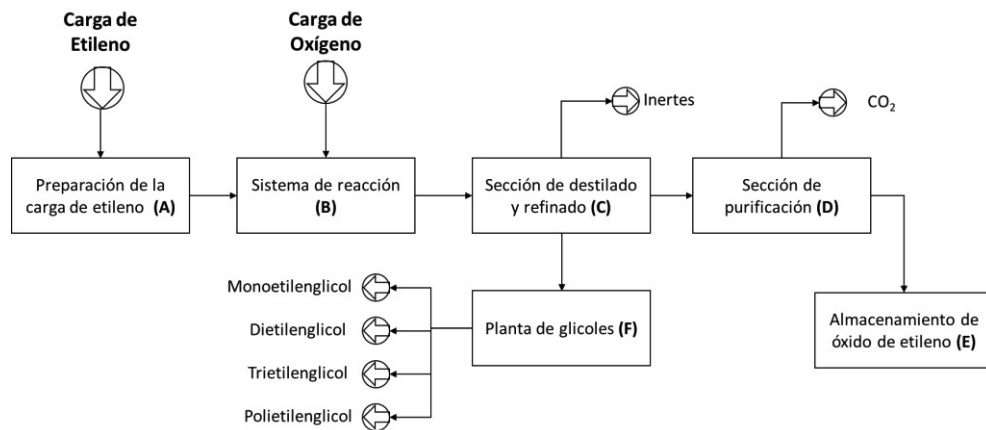 Carga de
Etileno
Carga de
Oxígeno
Inertes
CO₂
Preparación de la
carga de etileno (A)
Sistema de reacción
(B)
Sección de destilado
y refinado (C)
Sección de
purificación (D)
Monoetilenglicol
Dietilenglicol
Trietilenglicol
Polietilenglicol
Planta de glicoles (F)
Almacenamiento de
óxido de etileno (E)